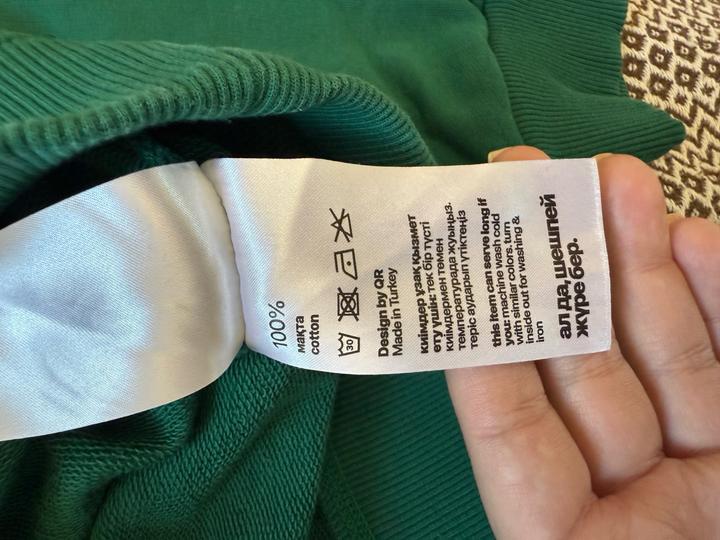 100%
мақта
cotton
30
Design by QR
Made in Turkey
киімдер ұзақ қызмет
ету үшін: тек бір түсті
киімдермен төмен
температурада жуыңыз.
теріс аударып үтіктеңіз
this item can serve long if
you: machine wash cold
with similar colors. turn
inside out for washing &
iron
ал да, шешпей
жүре бер.